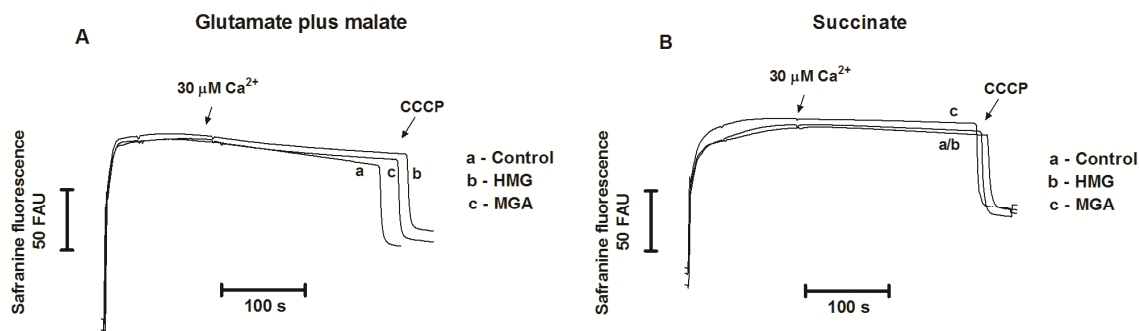 Glutamate plus malate
A
30 µM Ca²⁺
CCCP
a
c
b
a - Control
b - HMG
c - MGA
Safranine fluorescence
50 FAU
100 s
Succinate
B
30 µM Ca²⁺
CCCP
c
a/b
a - Control
b - HMG
c - MGA
Safranine fluorescence
50 FAU
100 s